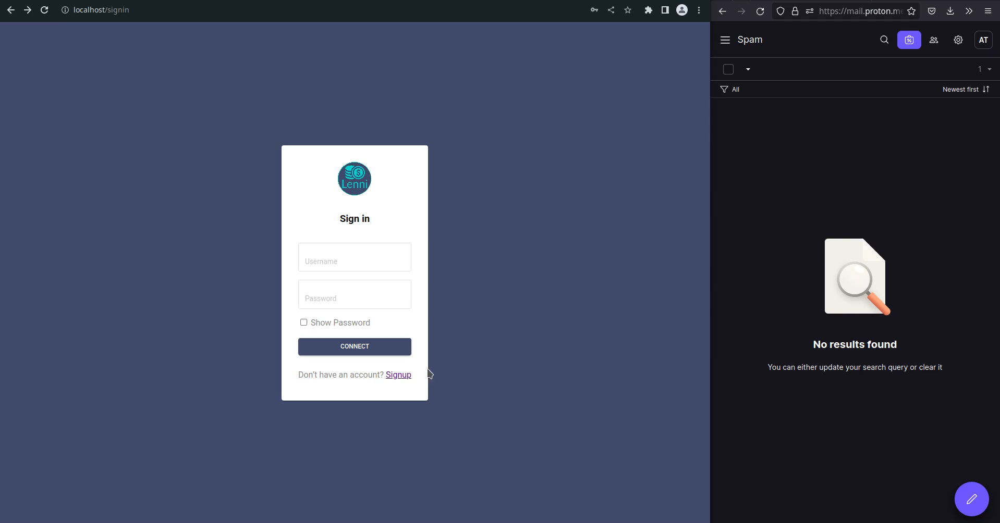 localhost/signin
Lenni
Sign in
Username
Password
Show Password
CONNECT
Don't have an account? Signup
https://mail.proton.me
Spam
AT
1
All
Newest first
No results found
You can either update your search query or clear it